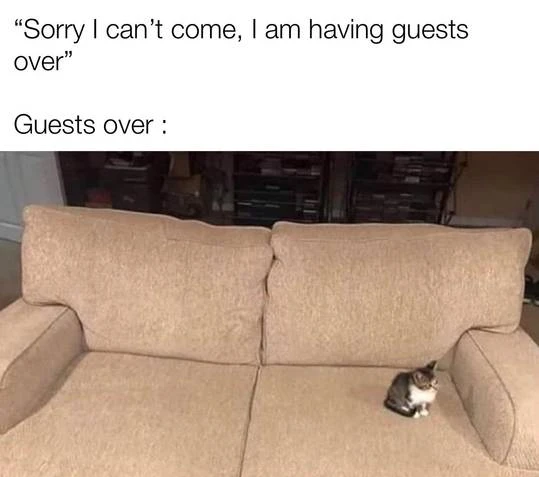 “Sorry I can’t come, I am having guests
over”
Guests over :